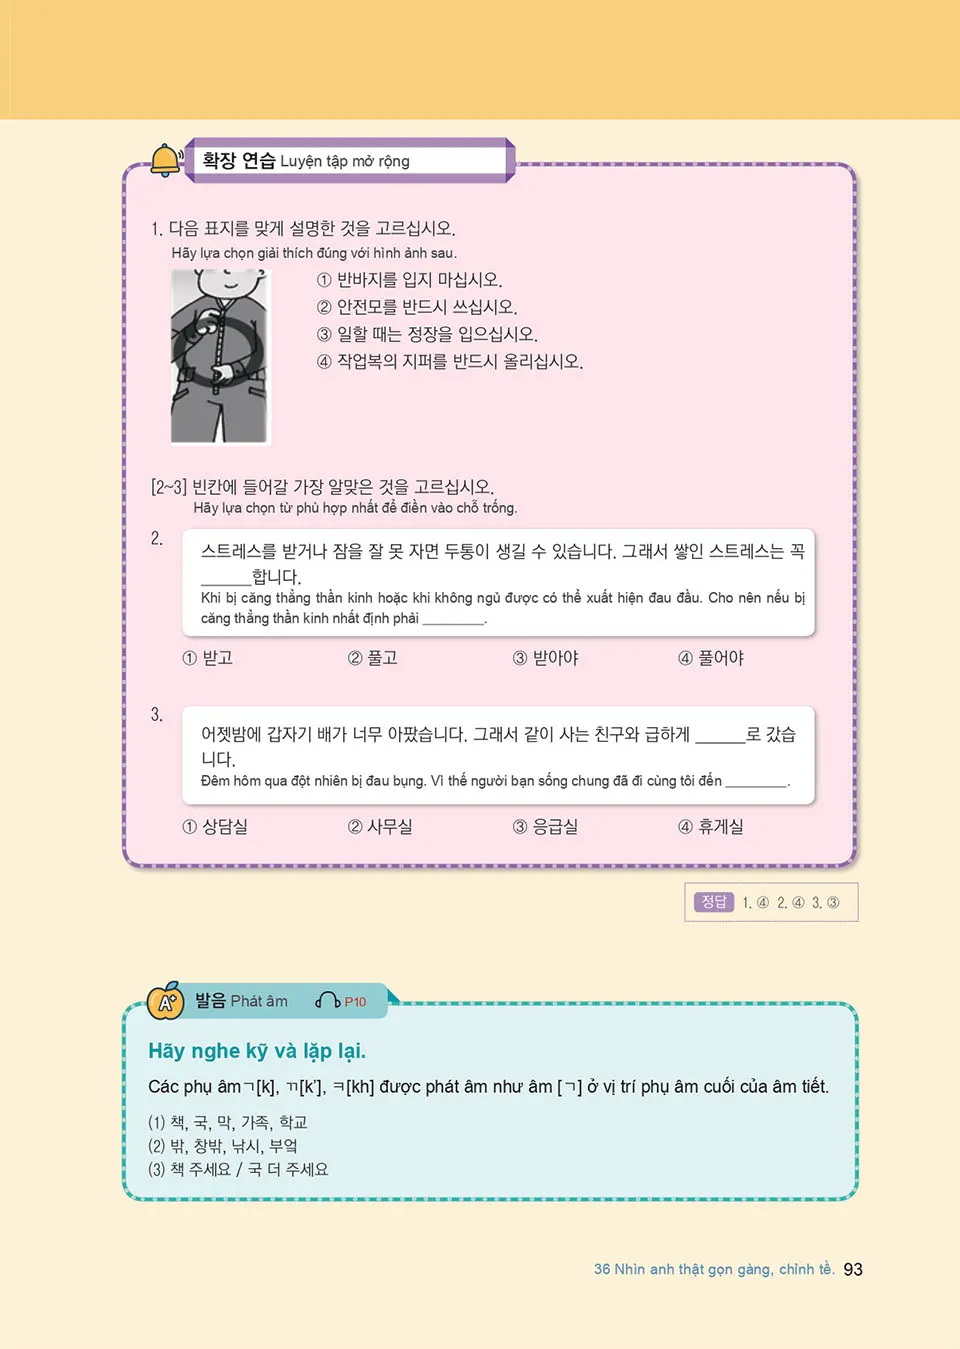 확장 연습 Luyện tập mở rộng
1. 다음 표지를 맞게 설명한 것을 고르십시오.
Hãy lựa chọn giải thích đúng với hình ảnh sau.
① 반바지를 입지 마십시오.
② 안전모를 반드시 쓰십시오.
③ 일할 때는 정장을 입으십시오.
④ 작업복의 지퍼를 반드시 올리십시오.
[2~3] 빈칸에 들어갈 가장 알맞은 것을 고르십시오.
Hãy lựa chọn từ phù hợp nhất để điền vào chỗ trống.
2.
스트레스를 받거나 잠을 잘 못 자면 두통이 생길 수 있습니다. 그래서 쌓인 스트레스는 꼭
______합니다.
Khi bị căng thẳng thần kinh hoặc khi không ngủ được có thể xuất hiện đau đầu. Cho nên nếu bị
căng thẳng thần kinh nhất định phải ________.
① 받고 ② 풀고 ③ 받아야 ④ 풀어야
3.
어젯밤에 갑자기 배가 너무 아팠습니다. 그래서 같이 사는 친구와 급하게 ______로 갔습
니다.
Đêm hôm qua đột nhiên bị đau bụng. Vì thế người bạn sống chung đã đi cùng tôi đến ________.
① 상담실 ② 사무실 ③ 응급실 ④ 휴게실
정답 1. ④ 2. ④ 3. ③
A+ 발음 Phát âm P10
Hãy nghe kỹ và lặp lại.
Các phụ âmㄱ[k], ㄲ[k'], ㅋ[kh] được phát âm như âm [ㄱ] ở vị trí phụ âm cuối của âm tiết.
(1) 책, 국, 막, 가족, 학교
(2) 밖, 창밖, 낚시, 부엌
(3) 책 주세요 / 국 더 주세요
36 Nhìn anh thật gọn gàng, chỉnh tề. 93